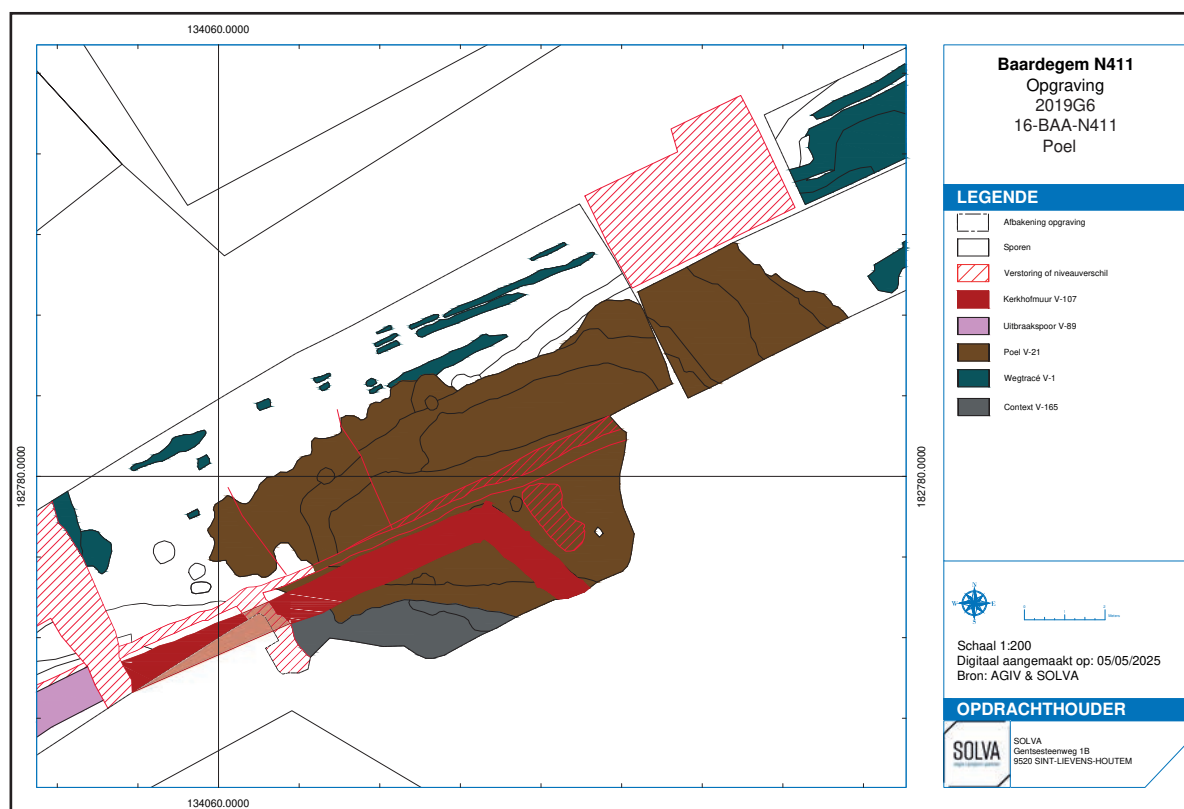 134060.0000
182780.0000
182780.0000
134060.0000
Baardegem N411
Opgraving
2019G6
16-BAA-N411
Poel
LEGENDE
Afbakening opgraving
Sporen
Verstoring of niveauverschil
Kerkhofmuur V-107
Uitbraakspoor V-89
Poel V-21
Wegtracé V-1
Context V-165
N
W E
S
Meters
Schaal 1:200
Digitaal aangemaakt op: 05/05/2025
Bron: AGIV & SOLVA
OPDRACHTHOUDER
SOLVA
SOLVA
Gentsesteenweg 1B
9520 SINT-LIEVENS-HOUTEM